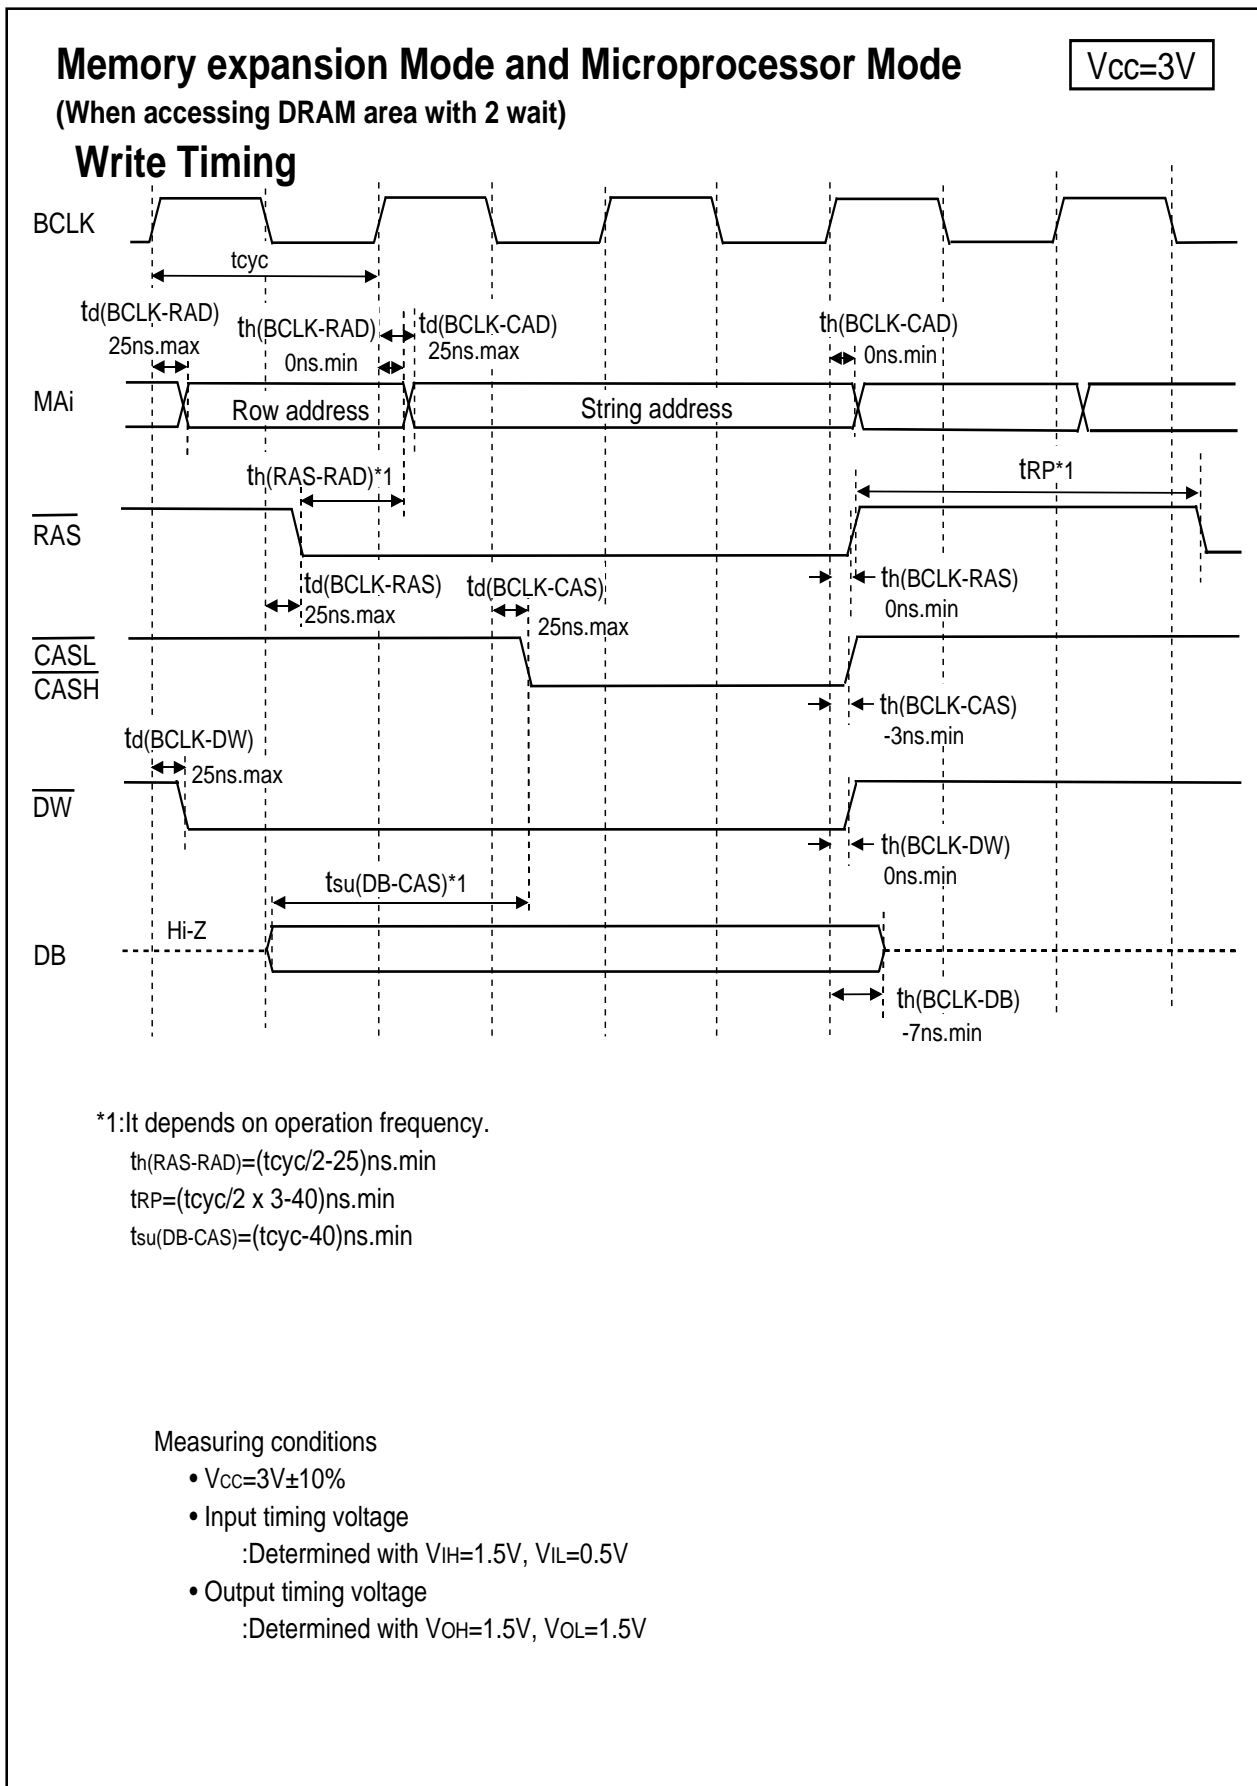 Memory expansion Mode and Microprocessor Mode
Vcc=3V
(When accessing DRAM area with 2 wait)
Write Timing
BCLK
tcyc
td(BCLK-RAD)
25ns.max
th(BCLK-RAD)
0ns.min
td(BCLK-CAD)
25ns.max
th(BCLK-CAD)
0ns.min
MAi
Row address
String address
th(RAS-RAD)*1
tRP*1
RAS
td(BCLK-RAS)
25ns.max
td(BCLK-CAS)
25ns.max
th(BCLK-RAS)
0ns.min
CASL
CASH
th(BCLK-CAS)
-3ns.min
td(BCLK-DW)
25ns.max
DW
th(BCLK-DW)
0ns.min
tsu(DB-CAS)*1
Hi-Z
DB
th(BCLK-DB)
-7ns.min
*1:It depends on operation frequency.
th(RAS-RAD)=(tcyc/2-25)ns.min
tRP=(tcyc/2 x 3-40)ns.min
tsu(DB-CAS)=(tcyc-40)ns.min
Measuring conditions
• VCC=3V±10%
• Input timing voltage
:Determined with VIH=1.5V, VIL=0.5V
• Output timing voltage
:Determined with VOH=1.5V, VOL=1.5V